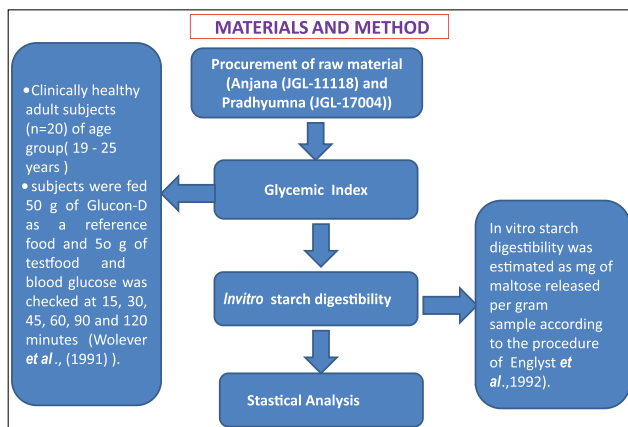 MATERIALS AND METHOD
Procurement of raw material
(Anjana (JGL-11118) and
Pradhyumna (JGL-17004))
•Clinically healthy
adult subjects
(n=20) of age
group( 19 - 25
years )
•subjects were fed
50 g of Glucon-D
as a reference
food and 5o g of
testfood and
blood glucose was
checked at 15, 30,
45, 60, 90 and 120
minutes (Wolever
et al., (1991) ).
Glycemic Index
Invitro starch digestibility
In vitro starch
digestibility was
estimated as mg of
maltose released
per gram
sample according
to the procedure
of Englyst et
al.,1992).
Stastical Analysis